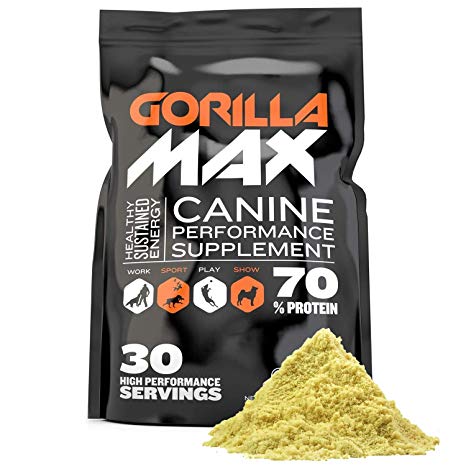 GORILLA
MAX
HEALTHY
SUSTAINED
ENERGY
CANINE
PERFORMANCE
SUPPLEMENT
WORK SPORT PLAY SHOW
70
% PROTEIN
30
HIGH PERFORMANCE
SERVINGS